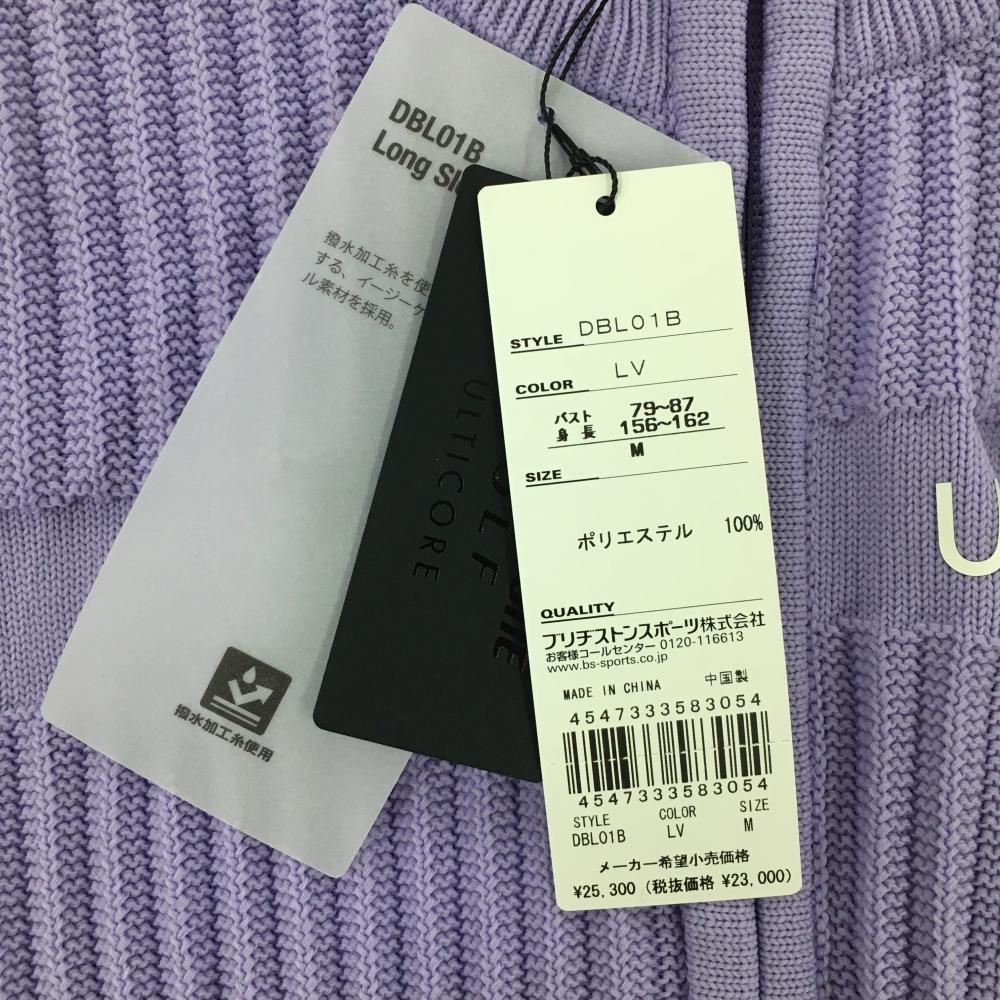 DBL01B
Long Sl
撥水加工糸を使
する、イージーケ
ル素材を採用。
撥水加工糸使用
ULTICORE
OLF
STYLE DBL01B
COLOR LV
バスト 79~87
身長 156~162
M
SIZE
ポリエステル 100%
QUALITY
ブリヂストンスポーツ株式会社
お客様コールセンター 0120-116613
www.bs-sports.co.jp
MADE IN CHINA 中国製
4547333583054
4547333583054
STYLE COLOR SIZE
DBL01B LV M
メーカー希望小売価格
¥25,300 (税抜価格 ¥23,000)
U